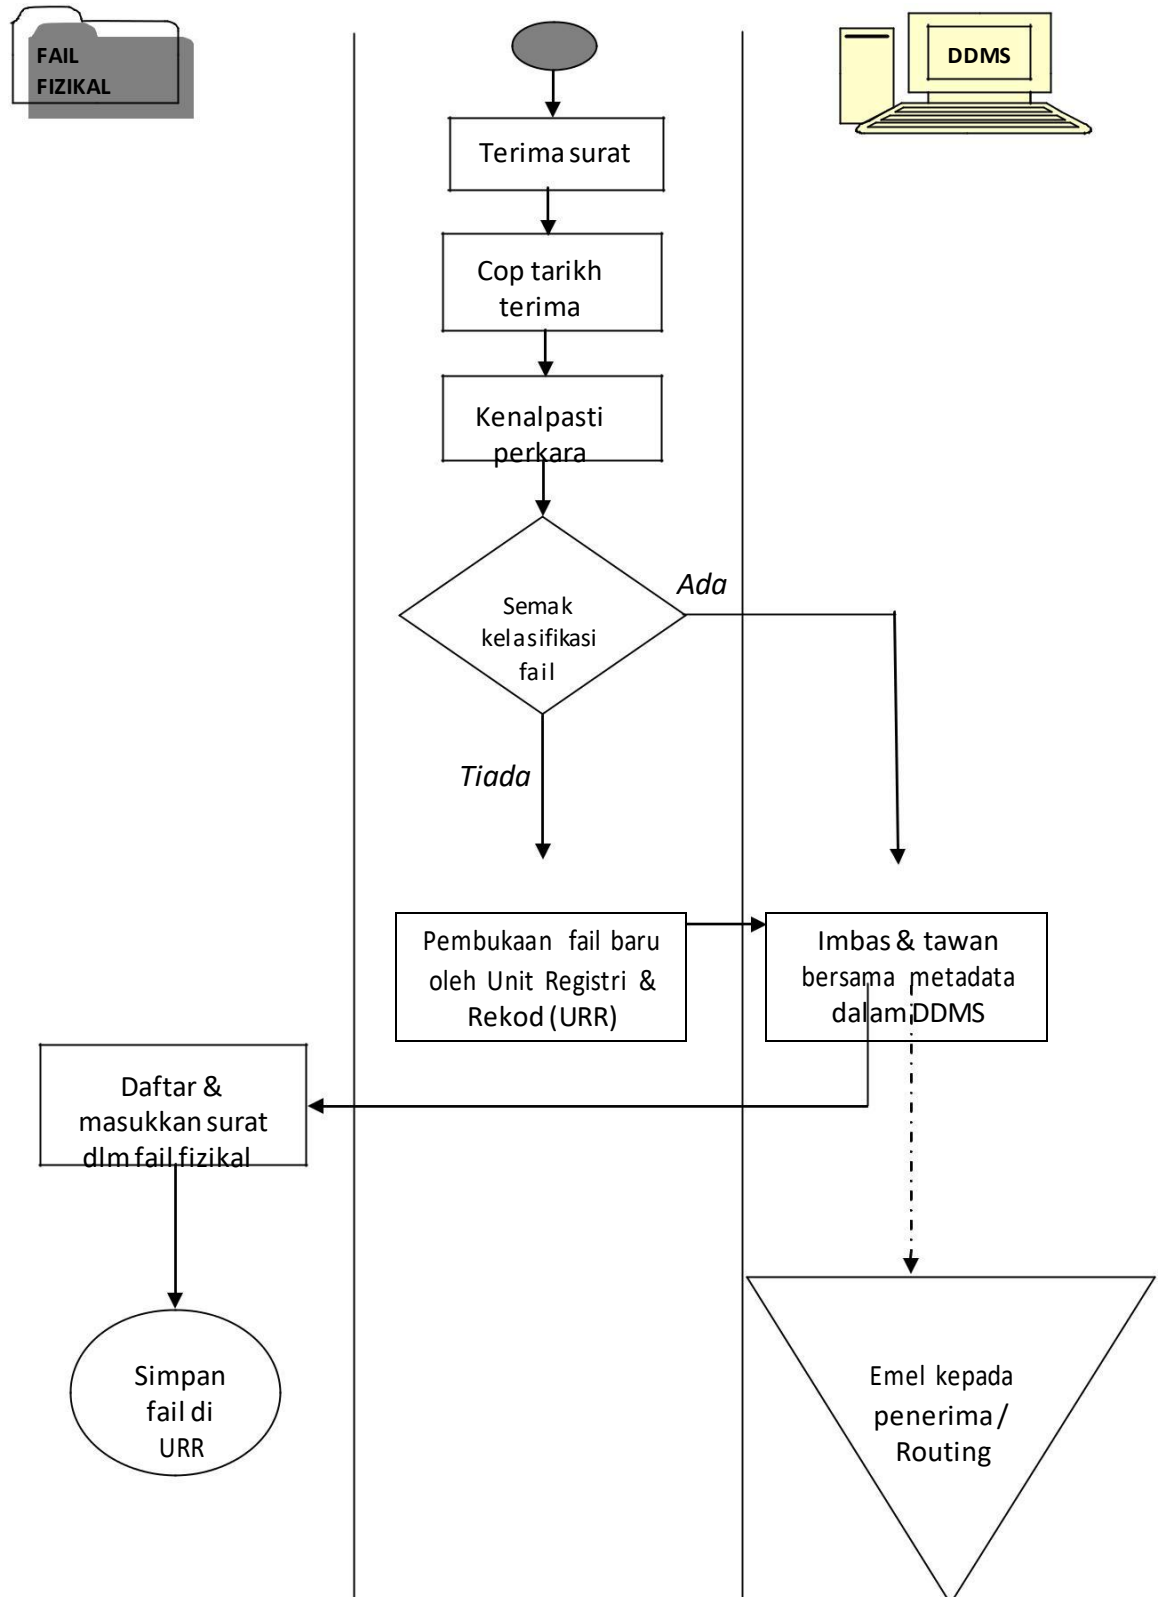 FAIL
FIZIKAL
DDMS
Terima surat
Cop tarikh
terima
Kenalpasti
perkara
Semak
kelasifikasi
fail
Ada
Tiada
Pembukaan fail baru
oleh Unit Registri &
Rekod (URR)
Imbas & tawan
bersama metadata
dalam DDMS
Daftar &
masukkan surat
dlm fail fizikal
Simpan
fail di
URR
Emel kepada
penerima /
Routing